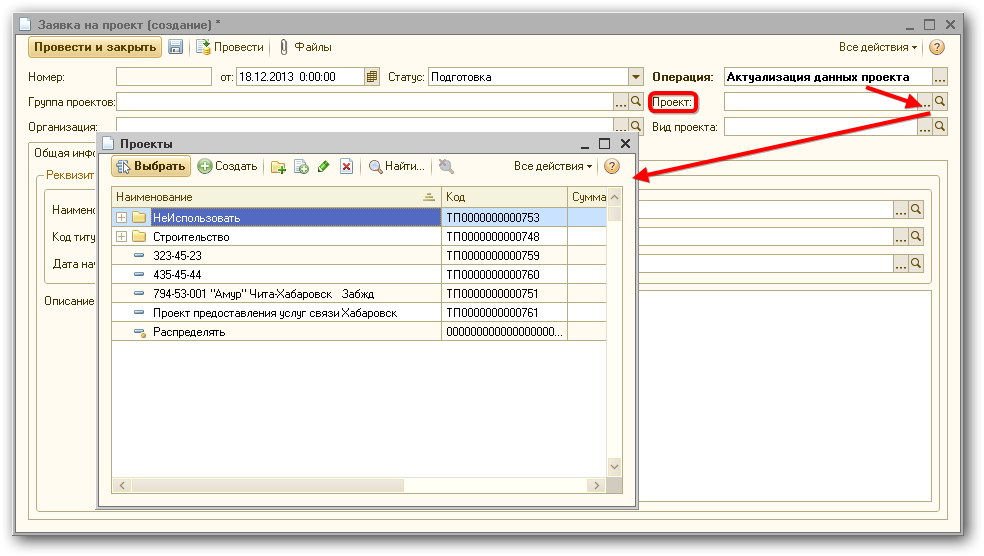 Заявка на проект (создание) *
Провести и закрыть Провести Файлы Все действия ?
Номер: от: 18.12.2013 0:00:00 Статус: Подготовка Операция: Актуализация данных проекта ...
Группа проектов: ... Проект: ...
Организация: ... Вид проекта: ...
Проекты
Общая инфо
Выбрать Создать Найти... Все действия ?
Реквизит
Наименование Код Сумма
НеИспользовать ТП0000000000753
Наимено ...
Строительство ТП0000000000748
Код титу ...
323-45-23 ТП0000000000759
Дата нач ...
435-45-44 ТП0000000000760
794-53-001 "Амур" Чита-Хабаровск Забжд ТП0000000000751
Описание
Проект предоставления услуг связи Хабаровск ТП0000000000761
Распределять 000000000000000000...